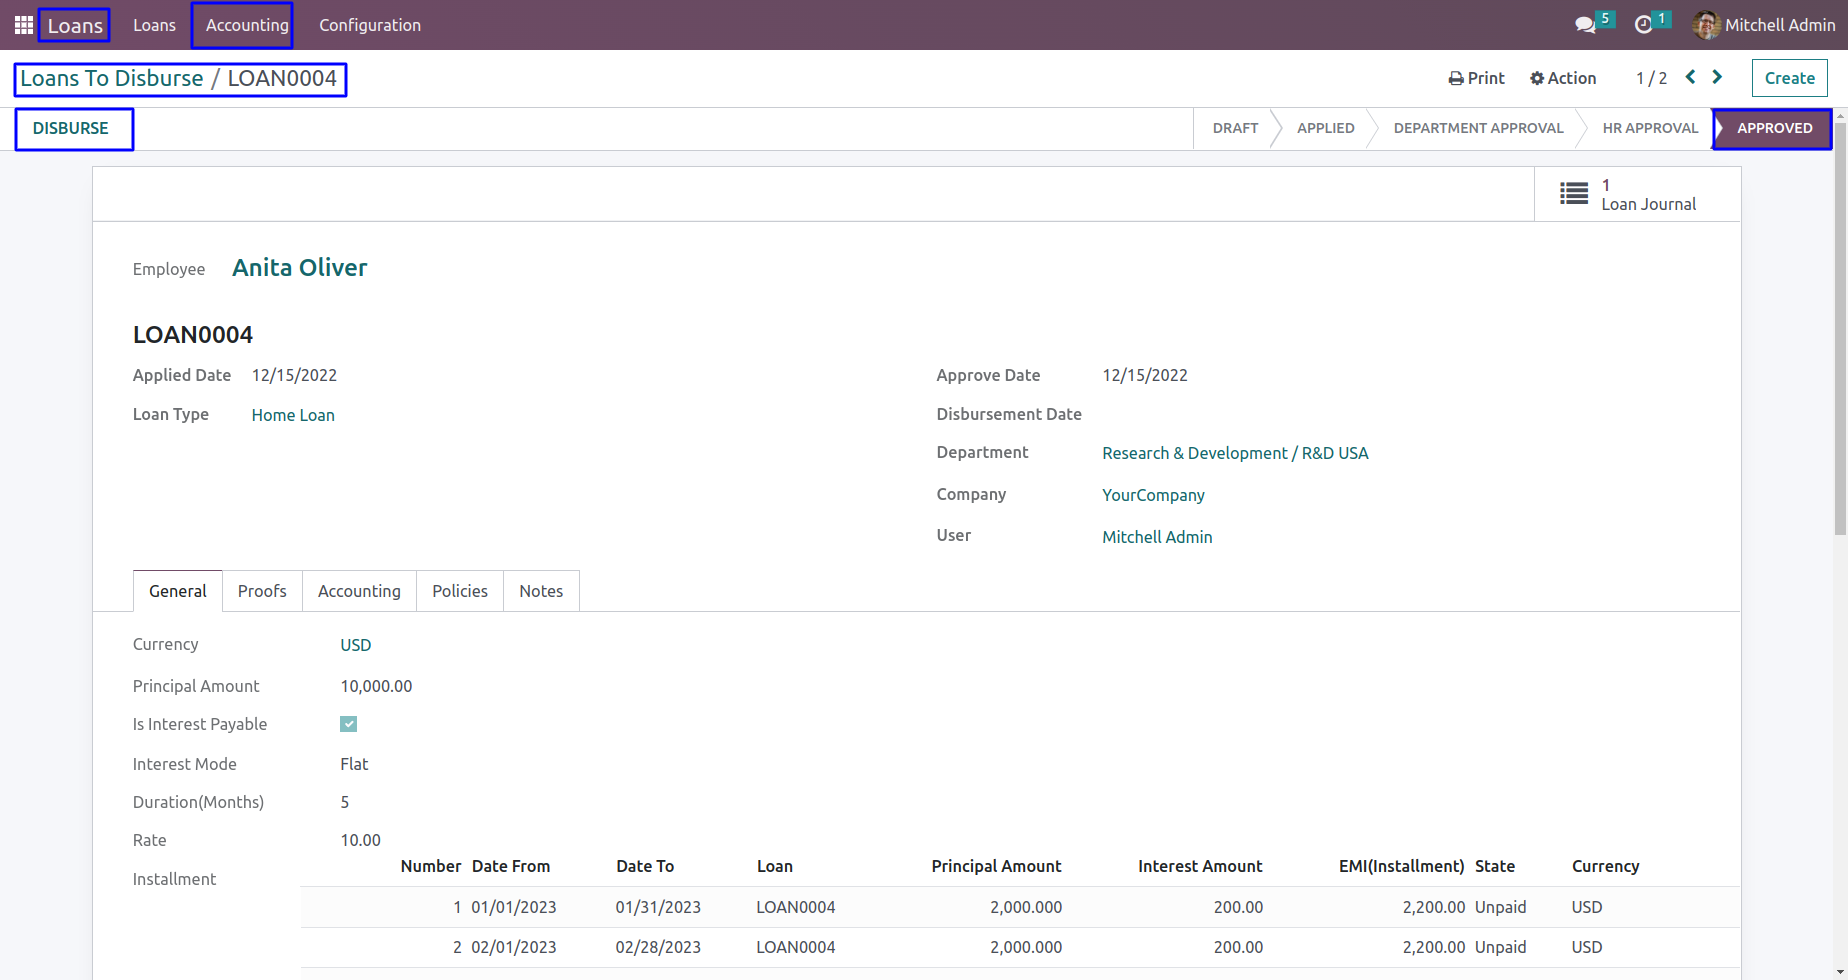 Loans Loans Accounting Configuration 5 1 Mitchell Admin
Loans To Disburse / LOAN0004 Print Action 1 / 2 Create
DISBURSE DRAFT APPLIED DEPARTMENT APPROVAL HR APPROVAL APPROVED
1
Loan Journal
Employee Anita Oliver
LOAN0004
Applied Date 12/15/2022 Approve Date 12/15/2022
Loan Type Home Loan Disbursement Date
Department Research & Development / R&D USA
Company YourCompany
User Mitchell Admin
General Proofs Accounting Policies Notes
Currency USD
Principal Amount 10,000.00
Is Interest Payable
Interest Mode Flat
Duration(Months) 5
Rate 10.00
Installment
Number Date From Date To Loan Principal Amount Interest Amount EMI(Installment) State Currency
1 01/01/2023 01/31/2023 LOAN0004 2,000.000 200.00 2,200.00 Unpaid USD
2 02/01/2023 02/28/2023 LOAN0004 2,000.000 200.00 2,200.00 Unpaid USD